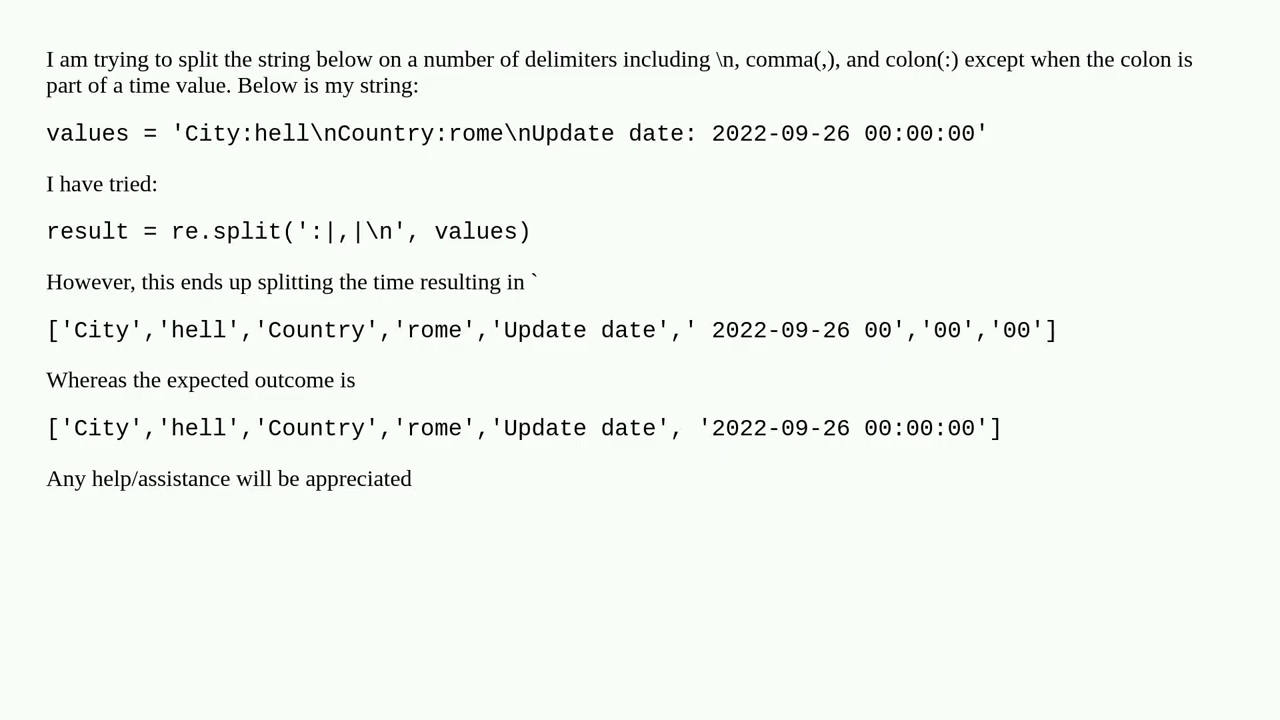 I am trying to split the string below on a number of delimiters including \n, comma(,), and colon(:) except when the colon is
part of a time value. Below is my string:
values = 'City:hell\nCountry:rome\nUpdate date: 2022-09-26 00:00:00'
I have tried:
result = re.split(':|,|\n', values)
However, this ends up splitting the time resulting in `
['City','hell','Country','rome','Update date',' 2022-09-26 00','00','00']
Whereas the expected outcome is
['City','hell','Country','rome','Update date', '2022-09-26 00:00:00']
Any help/assistance will be appreciated